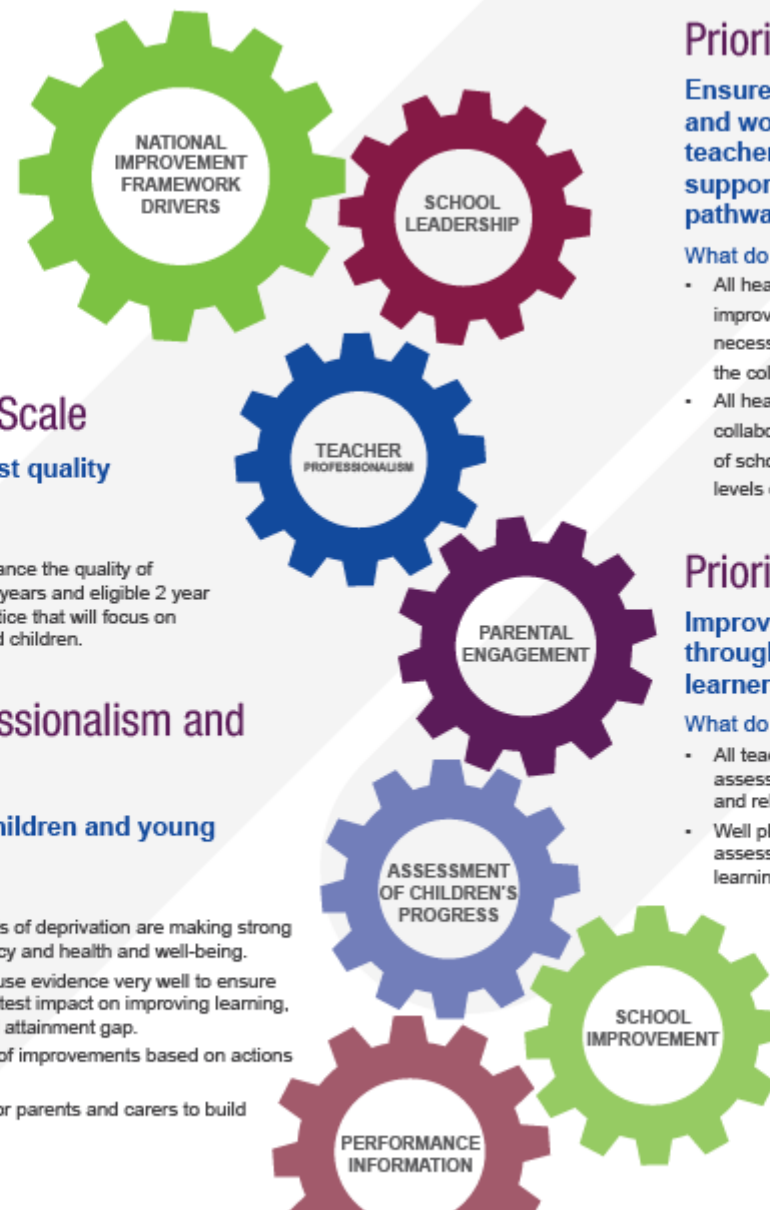 NATIONAL
IMPROVEMENT
FRAMEWORK
DRIVERS
SCHOOL
LEADERSHIP
TEACHER
PROFESSIONALISM
PARENTAL
ENGAGEMENT
ASSESSMENT
OF CHILDREN'S
PROGRESS
SCHOOL
IMPROVEMENT
PERFORMANCE
INFORMATION
Scale
st quality
ance the quality of
years and eligible 2 year
tice that will focus on
d children.
ssionalism and
hildren and young
s of deprivation are making strong
cy and health and well-being.
use evidence very well to ensure
test impact on improving learning,
attainment gap.
of improvements based on actions
or parents and carers to build
Priori
Ensure
and wo
teacher
suppor
pathwa
What do
• All hea
improv
necess
the col
• All hea
collabo
of scho
levels
Priori
Improv
through
learner
What do
• All teac
assess
and rel
• Well pl
assess
learnin